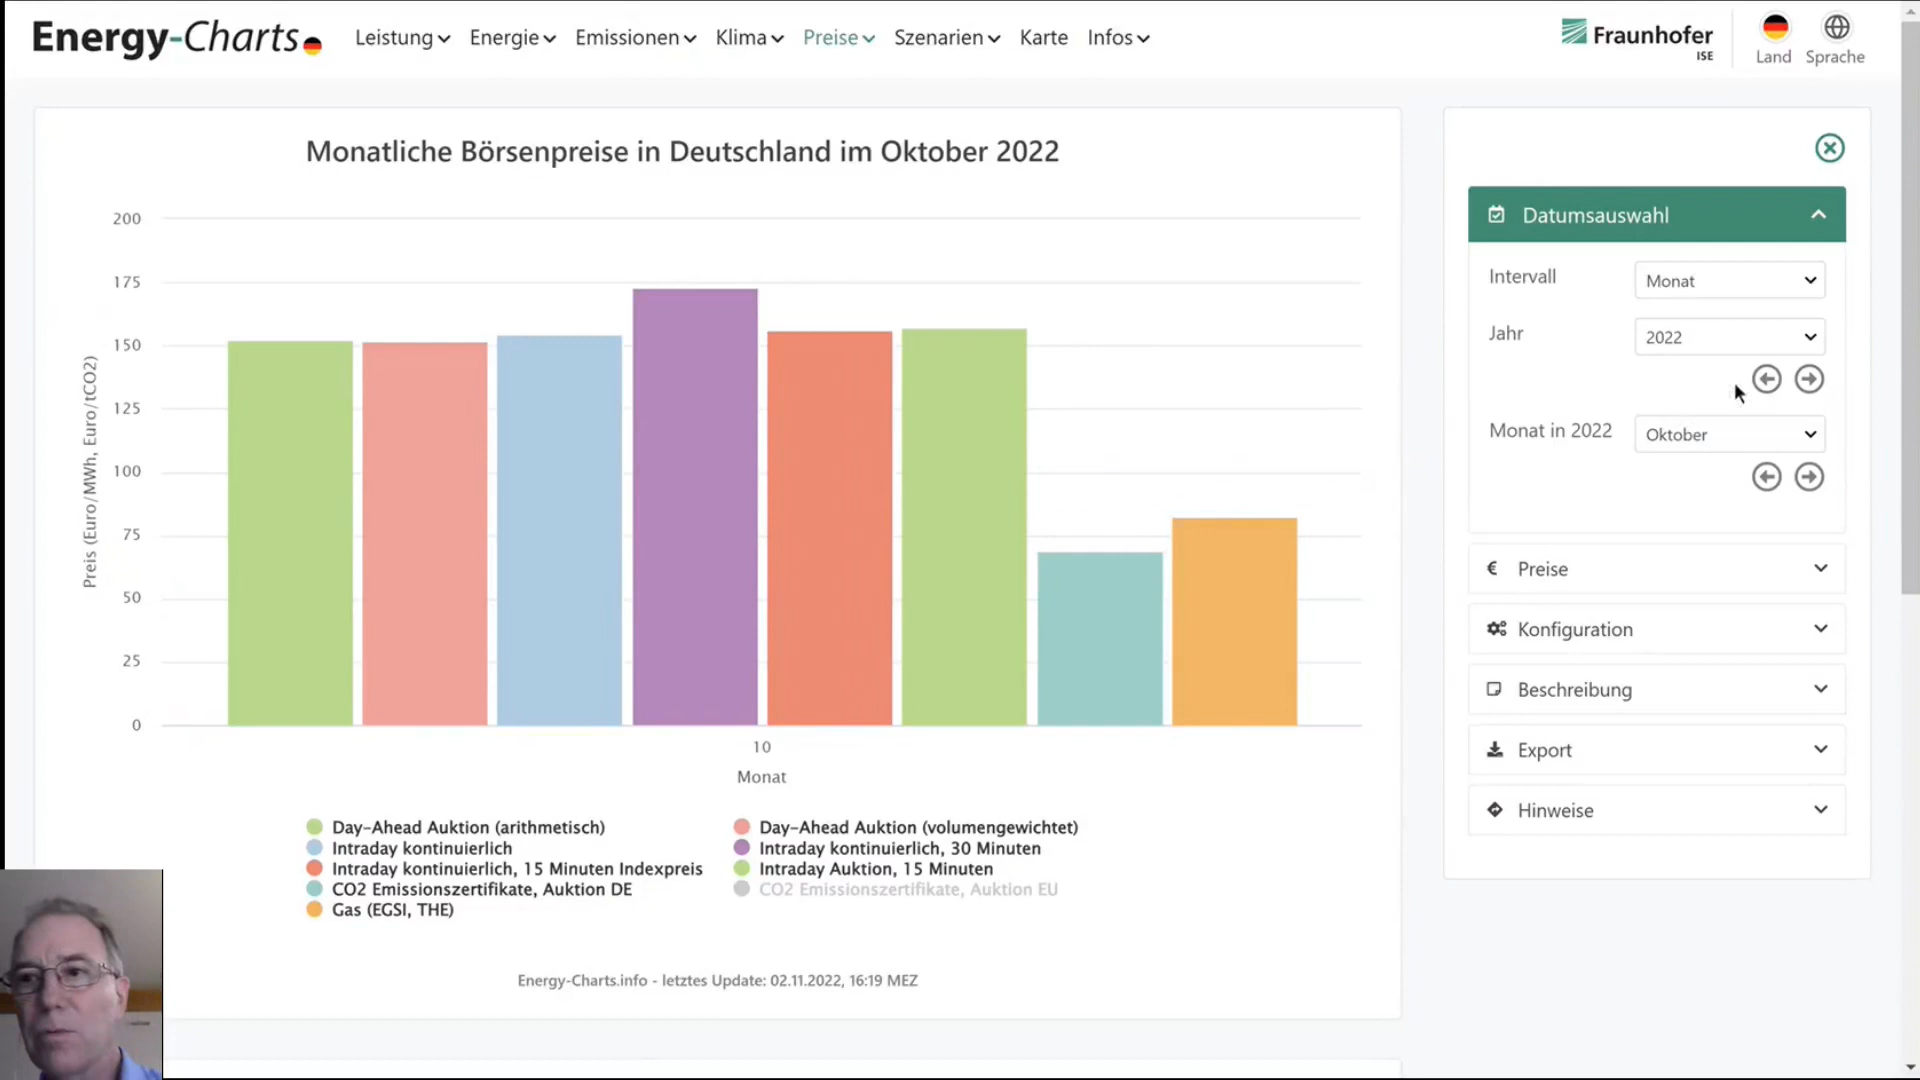 Energy-Charts
Leistung Energie Emissionen Klima Preise Szenarien Karte Infos
Fraunhofer
ISE
Land Sprache
Monatliche Börsenpreise in Deutschland im Oktober 2022
Preis (Euro/MWh, Euro/tCO2)
200
175
150
125
100
75
50
25
0
10
Monat
Day-Ahead Auktion (arithmetisch)
Day-Ahead Auktion (volumengewichtet)
Intraday kontinuierlich
Intraday kontinuierlich, 30 Minuten
Intraday kontinuierlich, 15 Minuten Indexpreis
Intraday Auktion, 15 Minuten
CO2 Emissionszertifikate, Auktion DE
CO2 Emissionszertifikate, Auktion EU
Gas (EGSI, THE)
Energy-Charts.info - letztes Update: 02.11.2022, 16:19 MEZ
Datumsauswahl
Intervall Monat
Jahr 2022
Monat in 2022 Oktober
€ Preise
Konfiguration
Beschreibung
Export
Hinweise